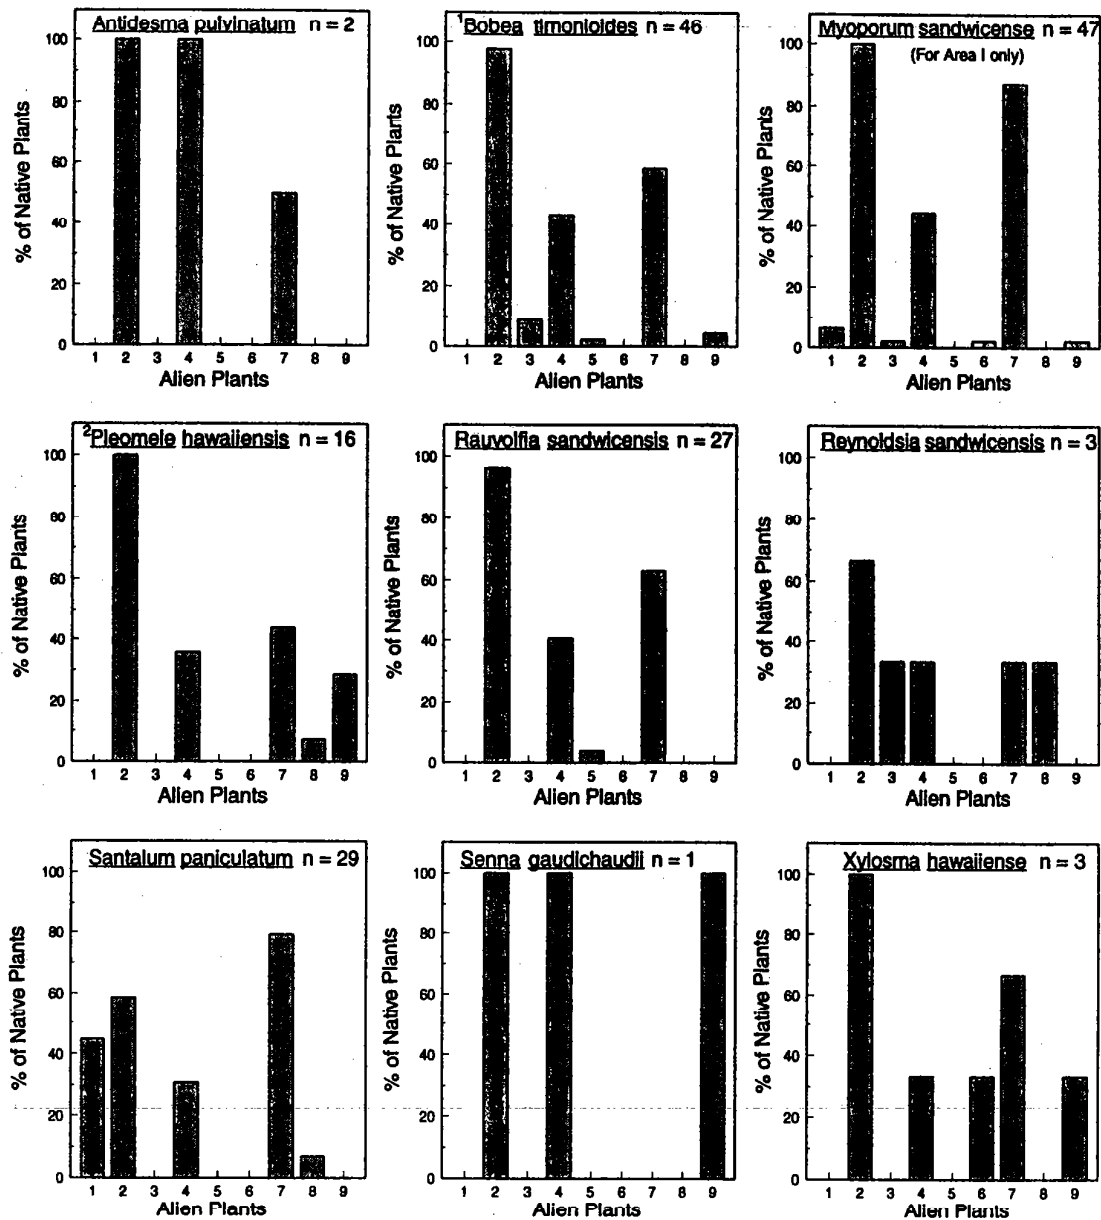 Antidesma pulvinatum n = 2
% of Native Plants
100
80
60
40
20
0
1 2 3 4 5 6 7 8 9
Alien Plants
1Bobea timonioides n = 46
% of Native Plants
100
80
60
40
20
0
1 2 3 4 5 6 7 8 9
Alien Plants
Myoporum sandwicense n = 47
(For Area I only)
% of Native Plants
100
80
60
40
20
0
1 2 3 4 5 6 7 8 9
Alien Plants
2Pleomele hawaiiensis n = 16
% of Native Plants
100
80
60
40
20
0
1 2 3 4 5 6 7 8 9
Alien Plants
Rauvolfia sandwicensis n = 27
% of Native Plants
100
80
60
40
20
0
1 2 3 4 5 6 7 8 9
Alien Plants
Reynoldsia sandwicensis n = 3
% of Native Plants
100
80
60
40
20
0
1 2 3 4 5 6 7 8 9
Alien Plants
Santalum paniculatum n = 29
% of Native Plants
100
80
60
40
20
0
1 2 3 4 5 6 7 8 9
Alien Plants
Senna gaudichaudii n = 1
% of Native Plants
100
80
60
40
20
0
1 2 3 4 5 6 7 8 9
Alien Plants
Xylosma hawaiiense n = 3
% of Native Plants
100
80
60
40
20
0
1 2 3 4 5 6 7 8 9
Alien Plants